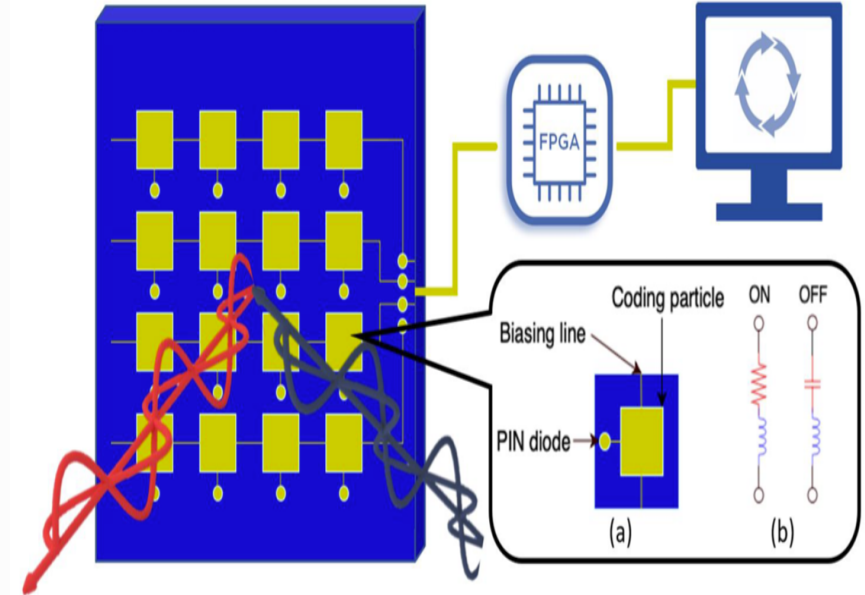 FPGA
Coding particle
ON
OFF
Biasing line
PIN diode
(a)
(b)